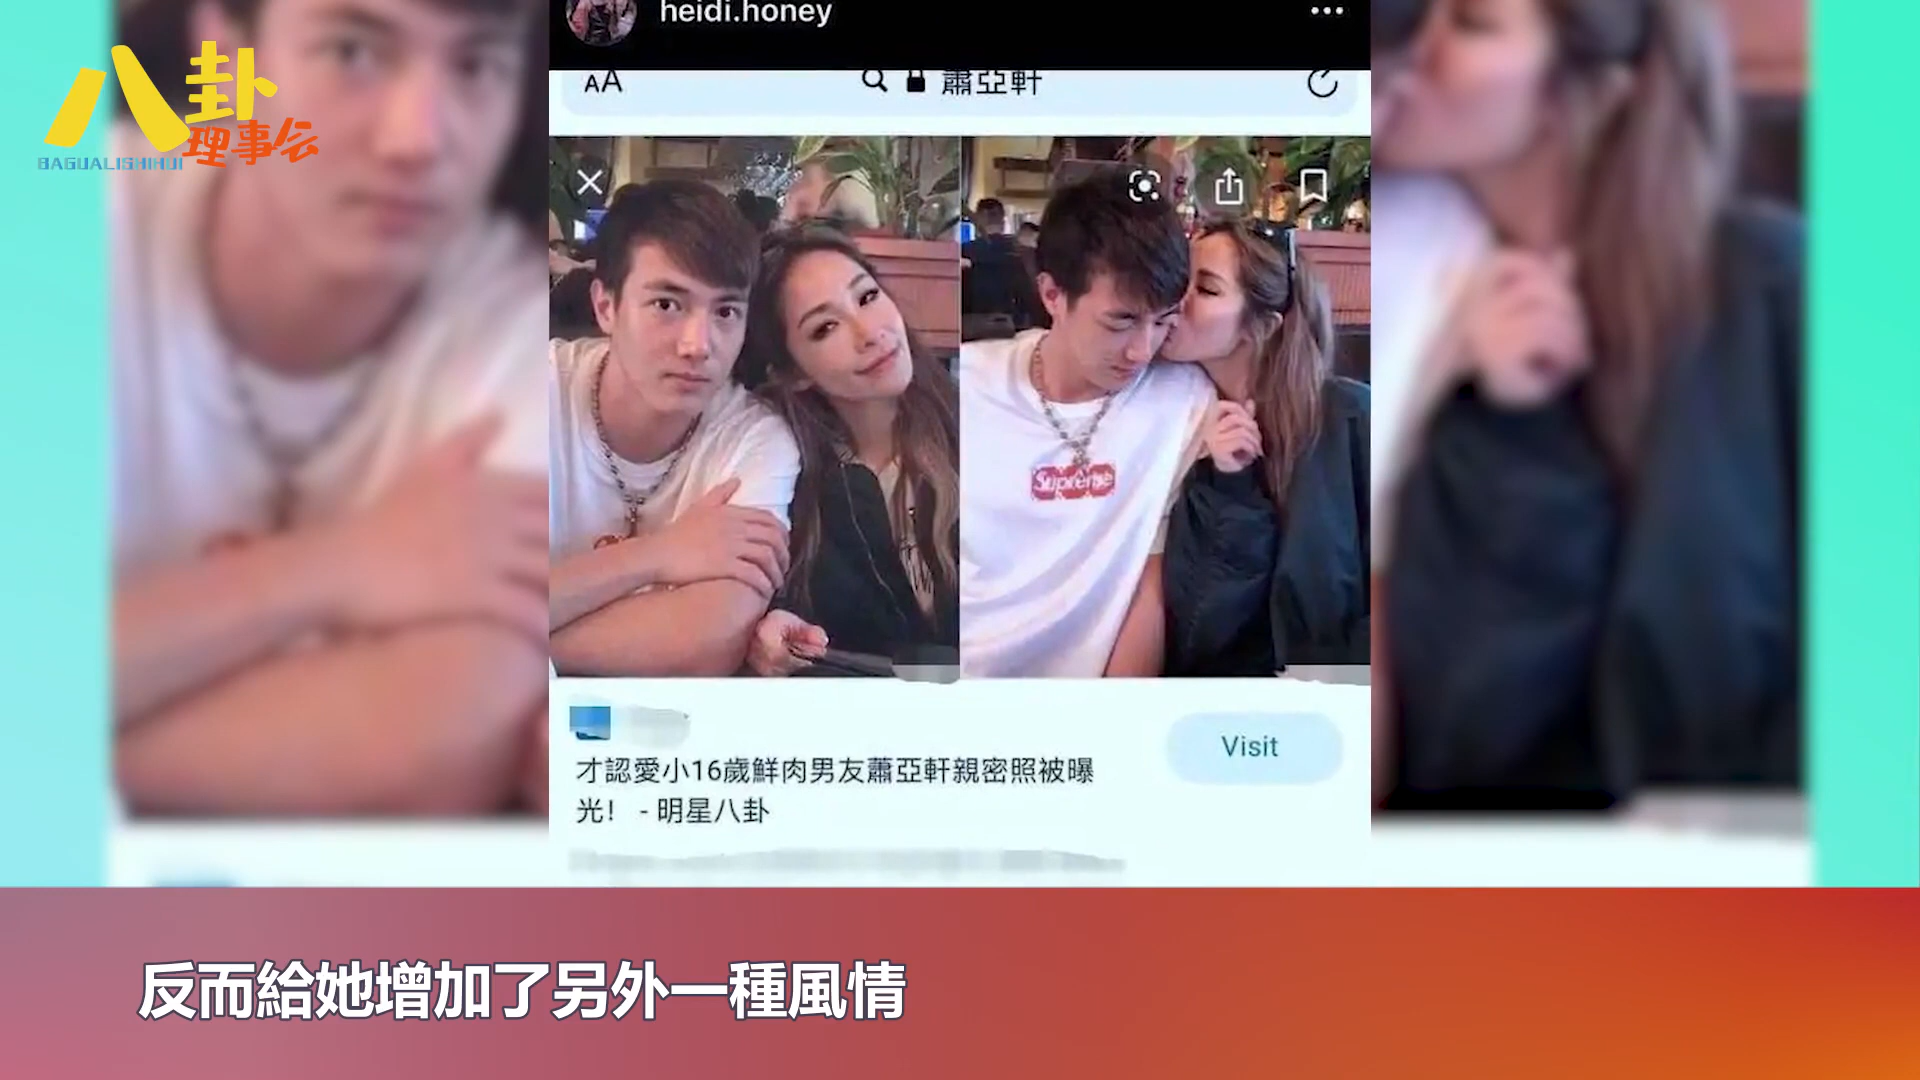 heidi.honey
八卦
理事会
BAGUALISHIHUI
AA
蕭亞軒
Supreme
才認愛小16歲鮮肉男友蕭亞軒親密照被曝
光! - 明星八卦
Visit
反而給她增加了另外一種風情